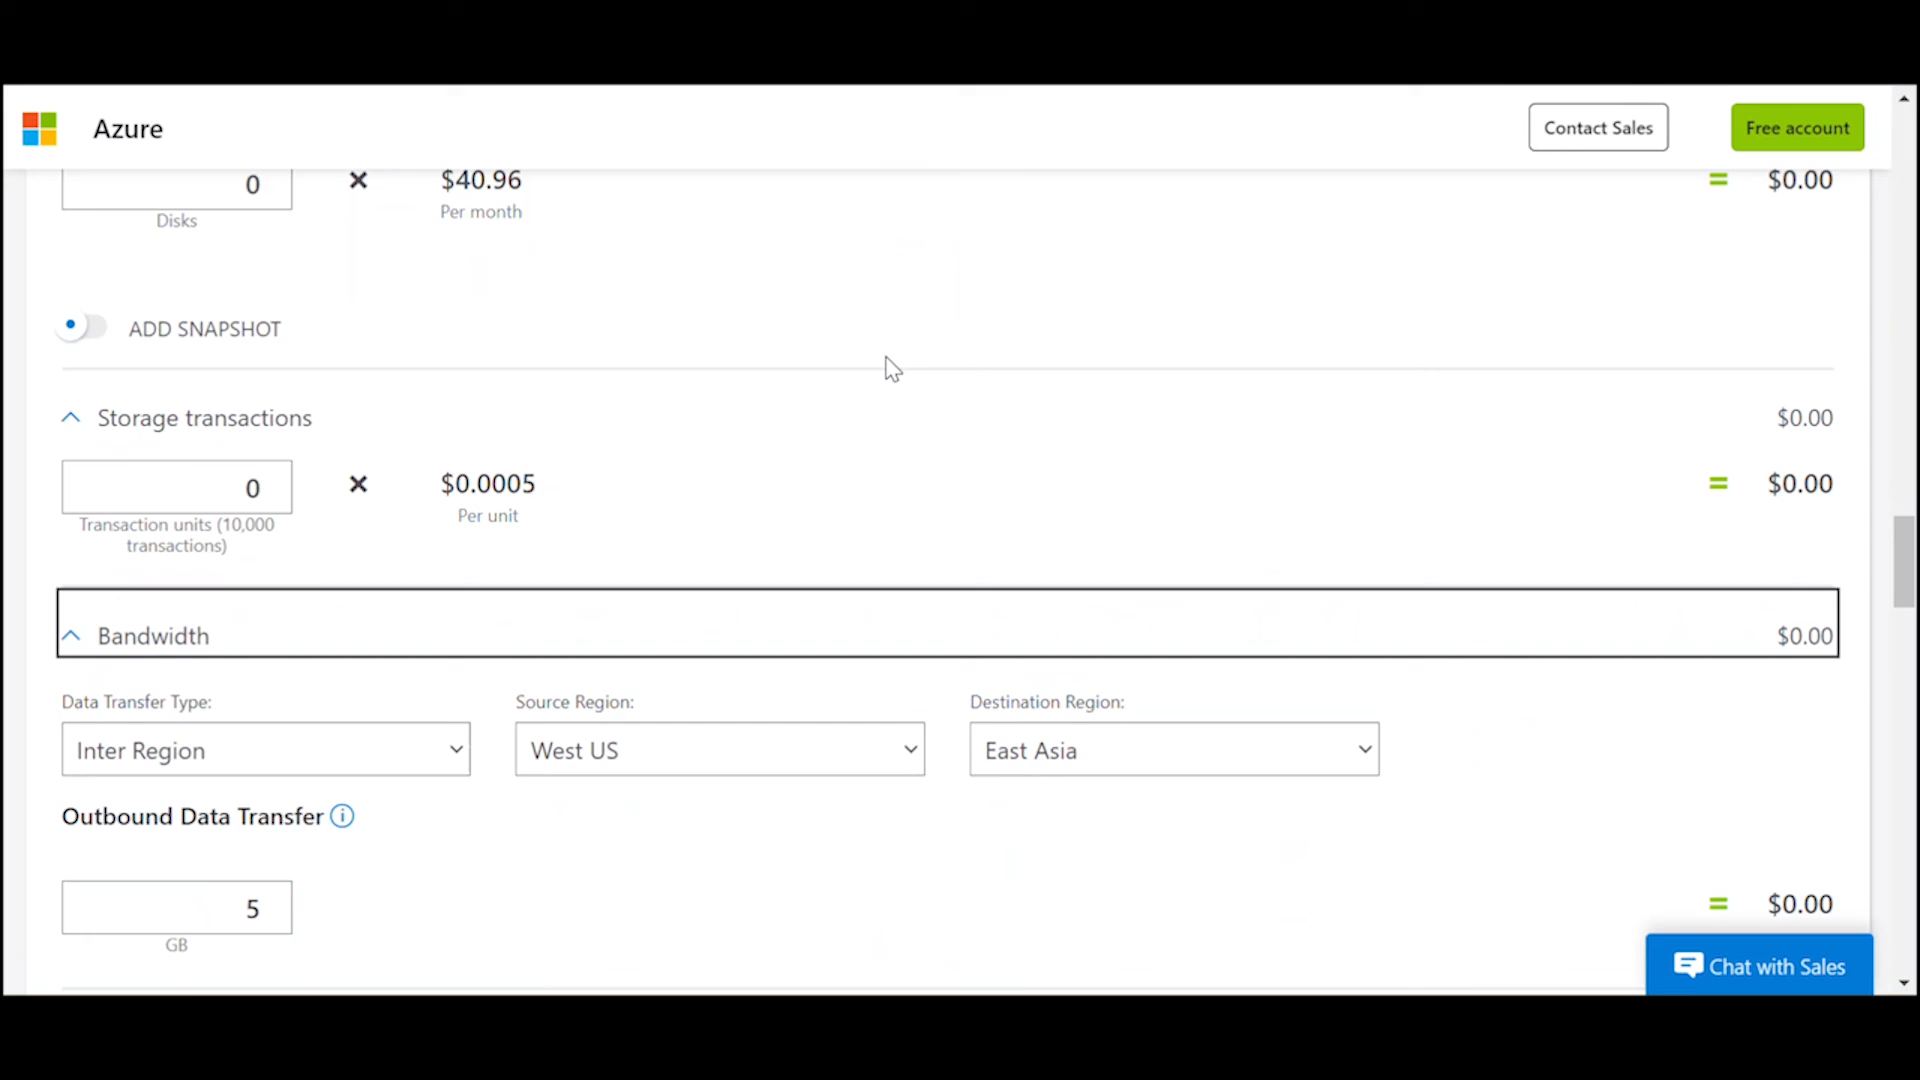 Azure
Contact Sales
Free account
0
×
$40.96
=
$0.00
Disks
Per month
ADD SNAPSHOT
Storage transactions
$0.00
0
×
$0.0005
=
$0.00
Transaction units (10,000
transactions)
Per unit
Bandwidth
$0.00
Data Transfer Type:
Source Region:
Destination Region:
Inter Region
West US
East Asia
Outbound Data Transfer
5
=
$0.00
GB
Chat with Sales